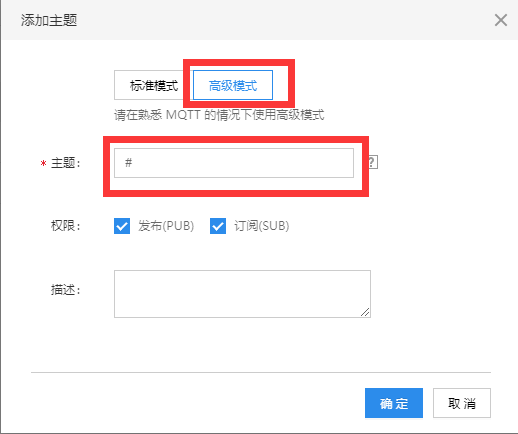 添加主题
标准模式 高级模式
请在熟悉 MQTT 的情况下使用高级模式
* 主题： # ?
权限： 发布(PUB) 订阅(SUB)
描述：
确 定 取 消